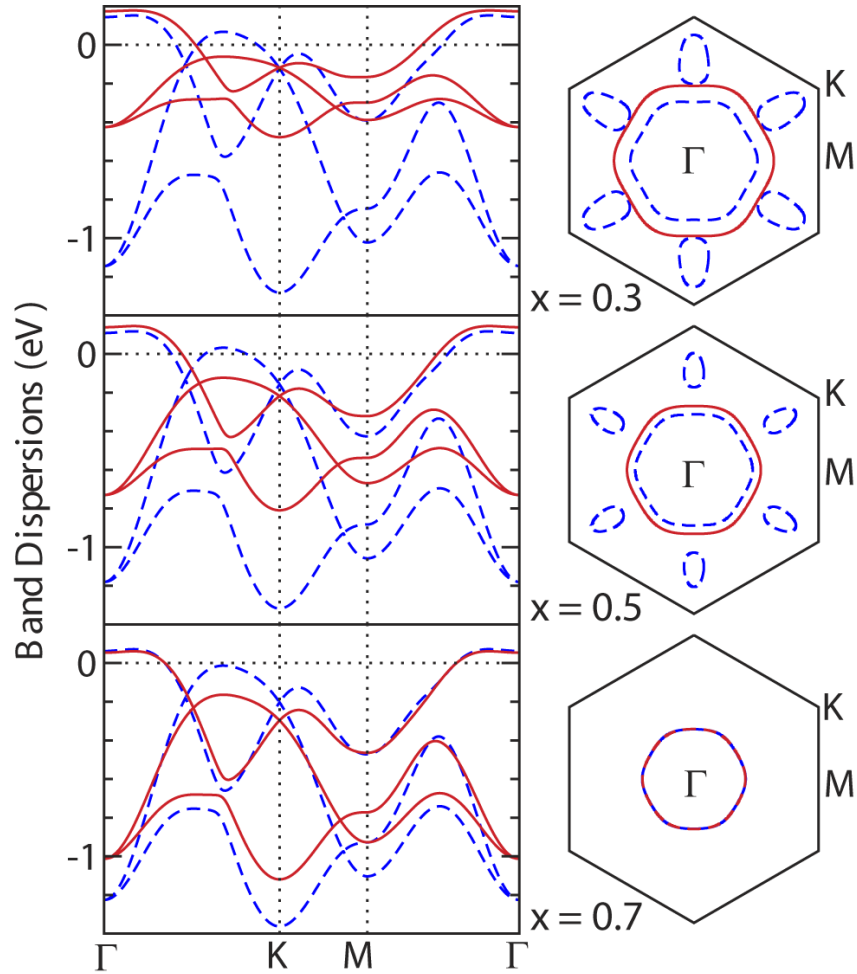 Band Dispersions (eV)
0
-1
K
Γ
M
x = 0.3
0
-1
K
Γ
M
x = 0.5
0
-1
K
Γ
M
x = 0.7
Γ K M Γ